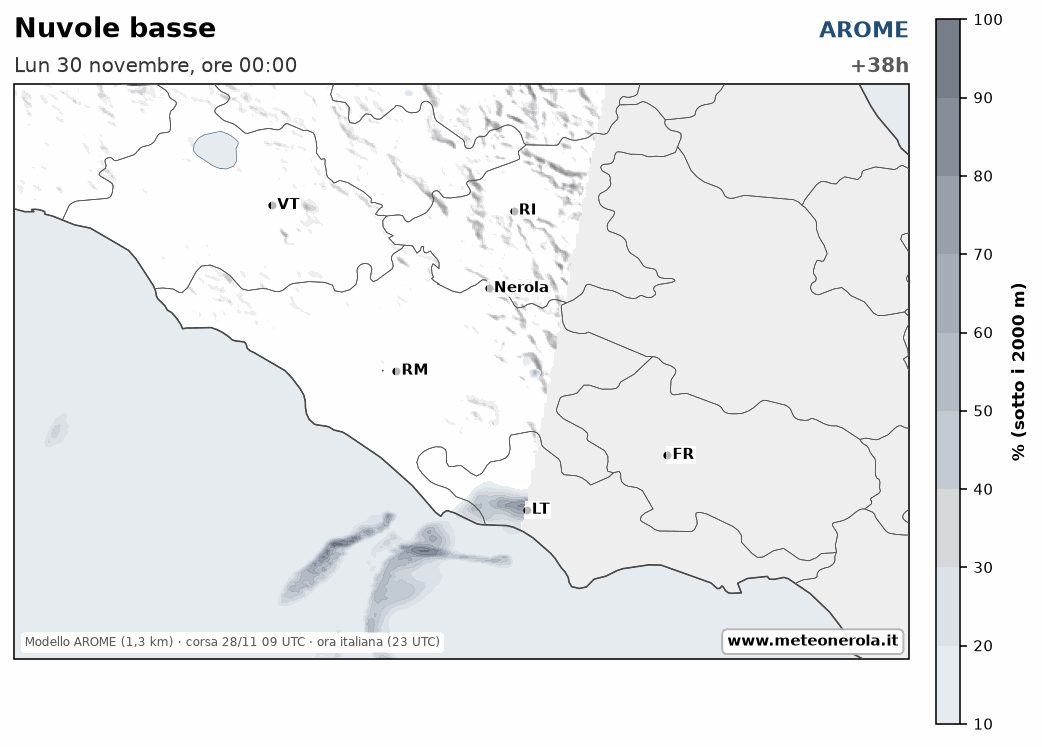 Nuvole basse
AROME
Lun 30 novembre, ore 00:00
+38h
100
90
80
70
60
50
40
30
20
10
% (sotto i 2000 m)
VT
RI
Nerola
RM
FR
LT
Modello AROME (1,3 km) · corsa 28/11 09 UTC · ora italiana (23 UTC)
www.meteonerola.it